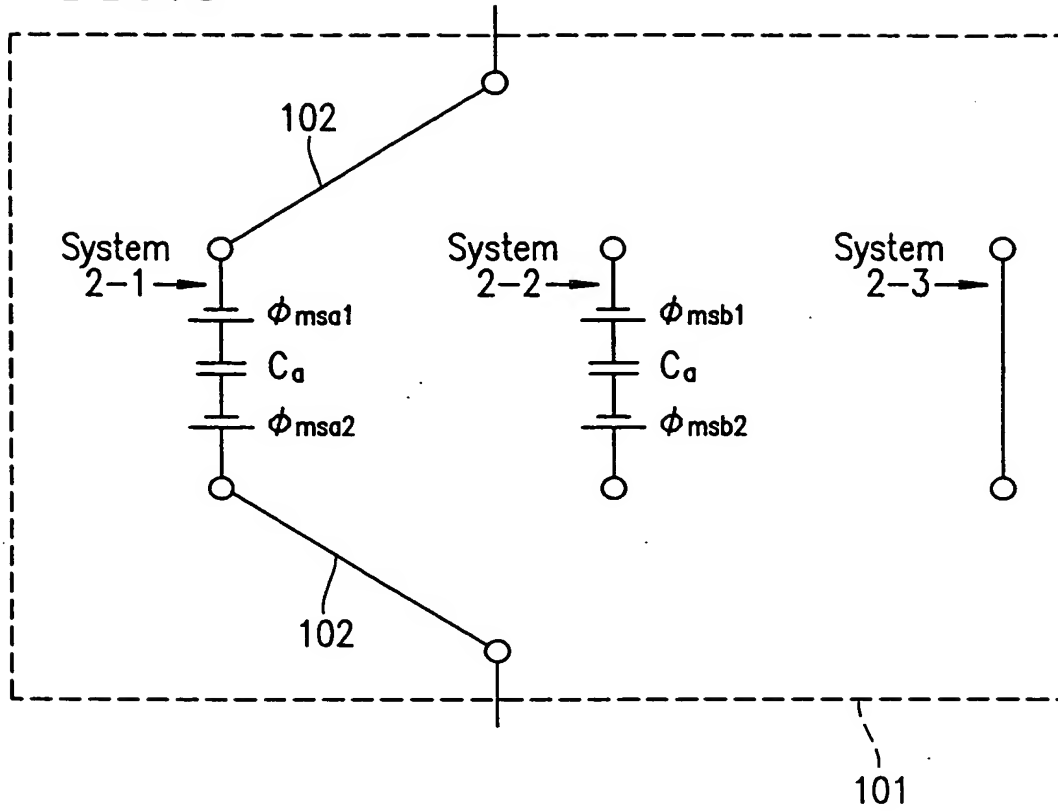 102
System
2-1
System
2-2
System
2-3
ϕmsa1
Ca
ϕmsa2
ϕmsb1
Ca
ϕmsb2
102
101